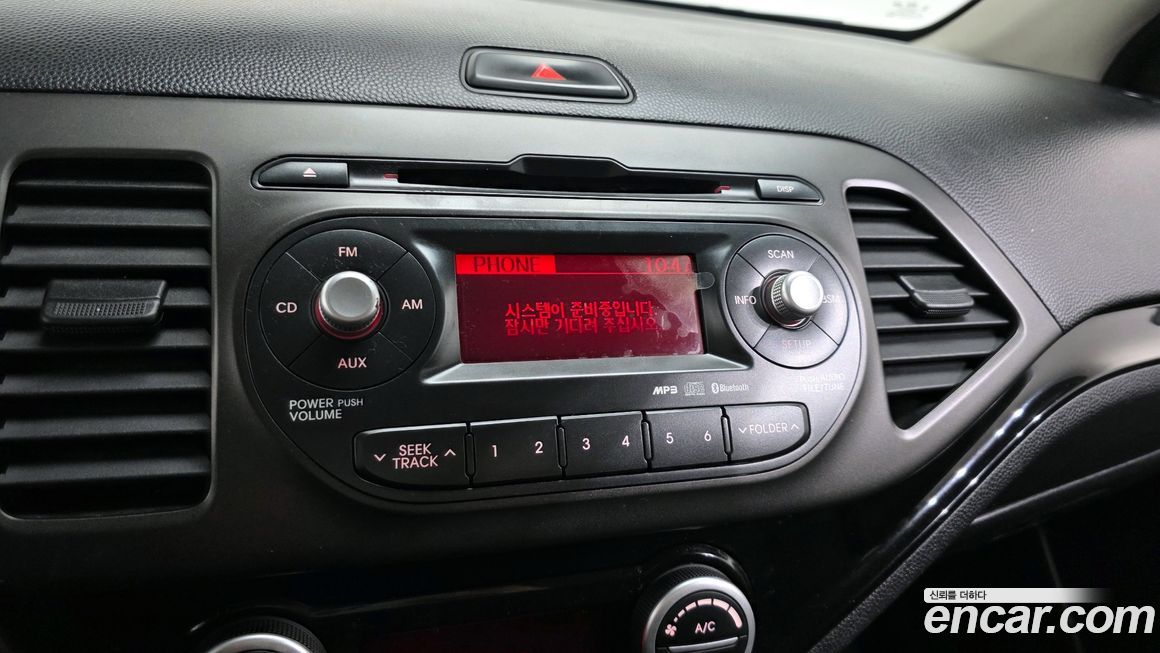 DISP
PHONE 10:47
시스템이 준비중입니다.
잠시만 기다려 주십시오.
FM
CD
AM
AUX
POWER PUSH
VOLUME
SCAN
INFO
SETUP
MP3
Bluetooth
SEEK
TRACK
1 2 3 4 5 6
FOLDER
A/C
신뢰를 더하다
encar.com